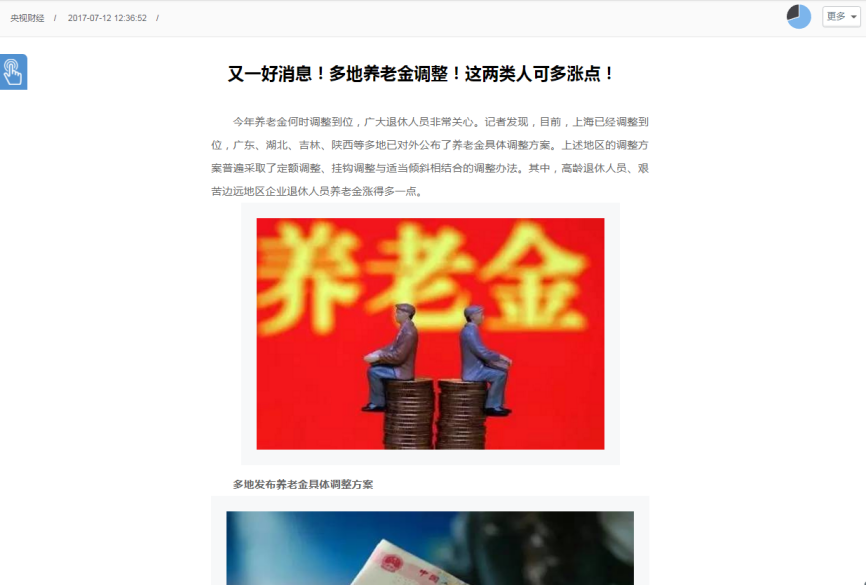 央视财经 / 2017-07-12 12:36:52 /
更多
又一好消息！多地养老金调整！这两类人可多涨点！
今年养老金何时调整到位，广大退休人员非常关心。记者发现，目前，上海已经调整到
位，广东、湖北、吉林、陕西等多地已对外公布了养老金具体调整方案。上述地区的调整方
案普遍采取了定额调整、挂钩调整与适当倾斜相结合的调整办法。其中，高龄退休人员、艰
苦边远地区企业退休人员养老金涨得多一点。
养老金
多地发布养老金具体调整方案
中国